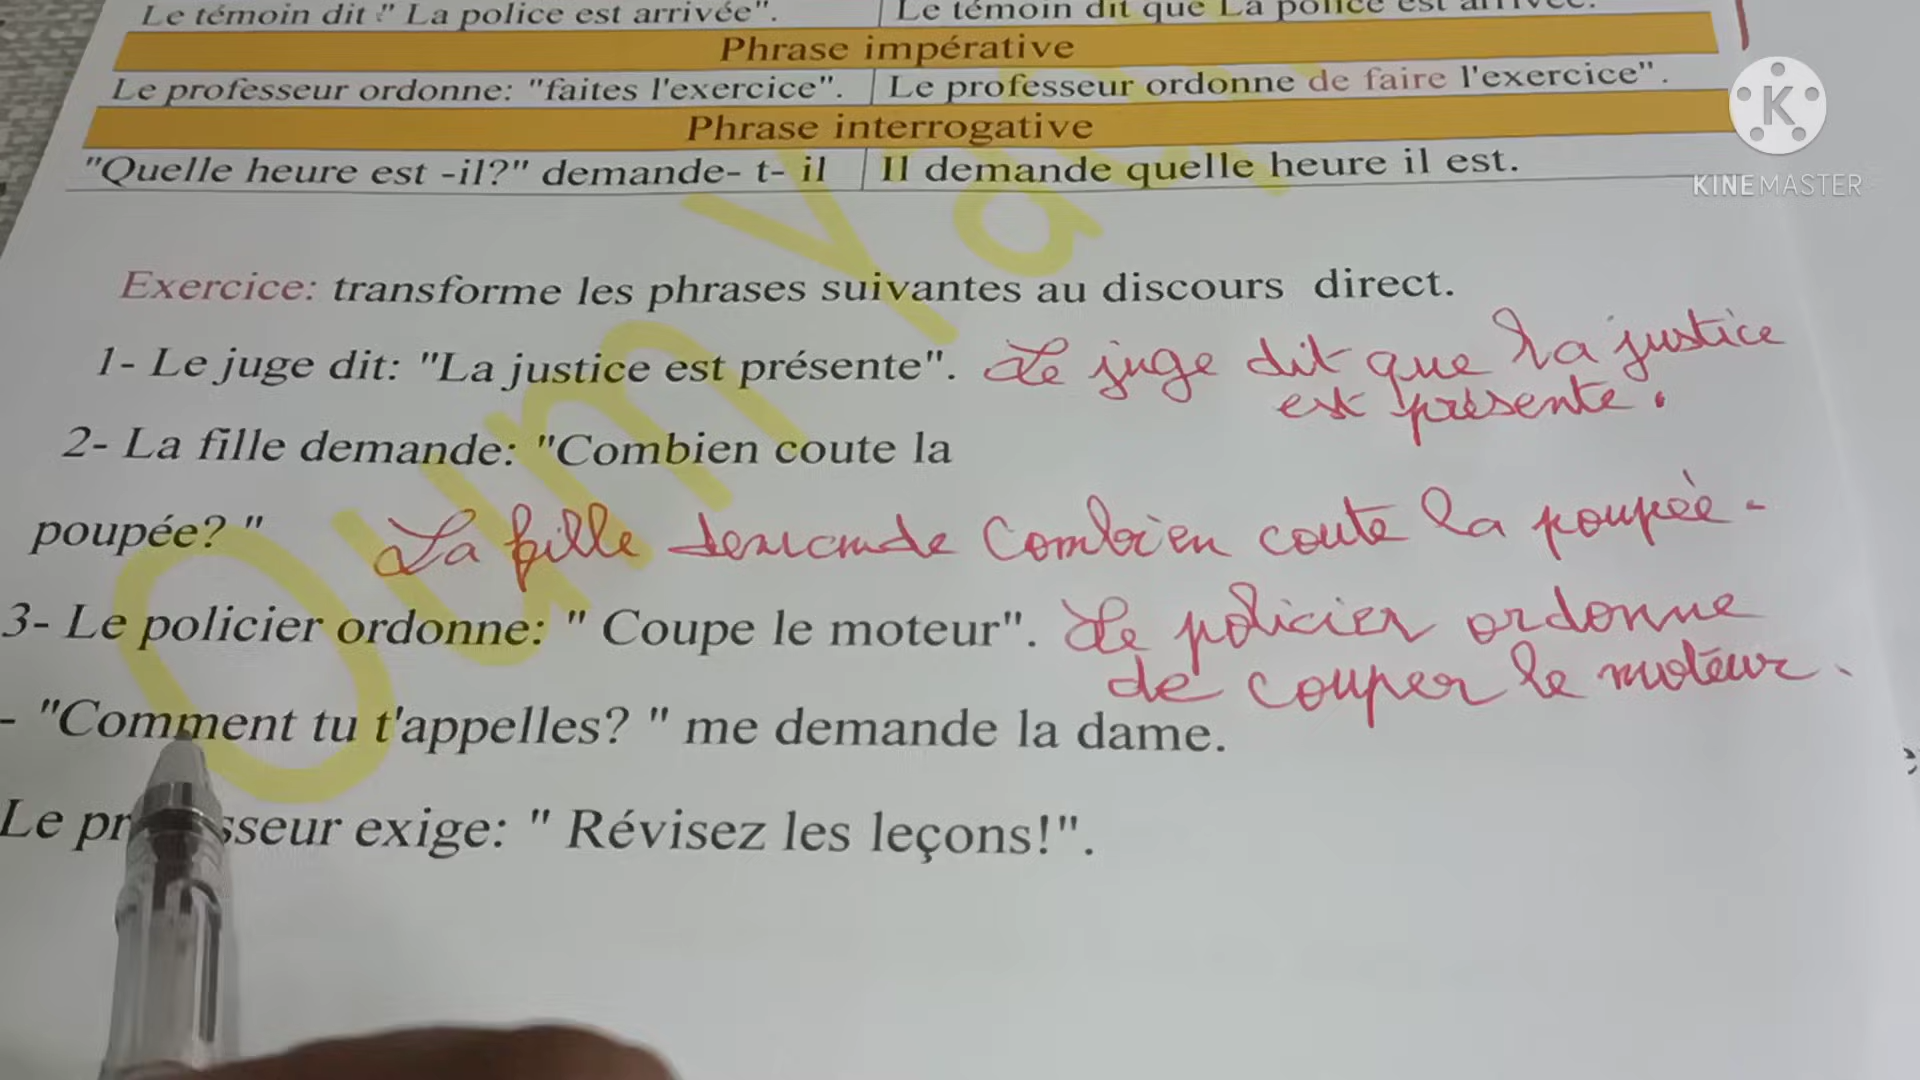 Le témoin dit :" La police est arrivée". Le témoin dit que La police est arrivée.
Phrase impérative
Le professeur ordonne: "faites l'exercice". Le professeur ordonne de faire l'exercice".
Phrase interrogative
"Quelle heure est -il?" demande- t- il Il demande quelle heure il est.
K
KINEMASTER
Oum Ya
Exercice: transforme les phrases suivantes au discours direct.
1- Le juge dit: "La justice est présente". Le juge dit que la justice
est présente.
2- La fille demande: "Combien coute la
poupée? " La fille demande combien coute la poupée.
3- Le policier ordonne: " Coupe le moteur". Le policier ordonne
de couper le moteur.
- "Comment tu t'appelles? " me demande la dame.
Le pr sseur exige: " Révisez les leçons!".